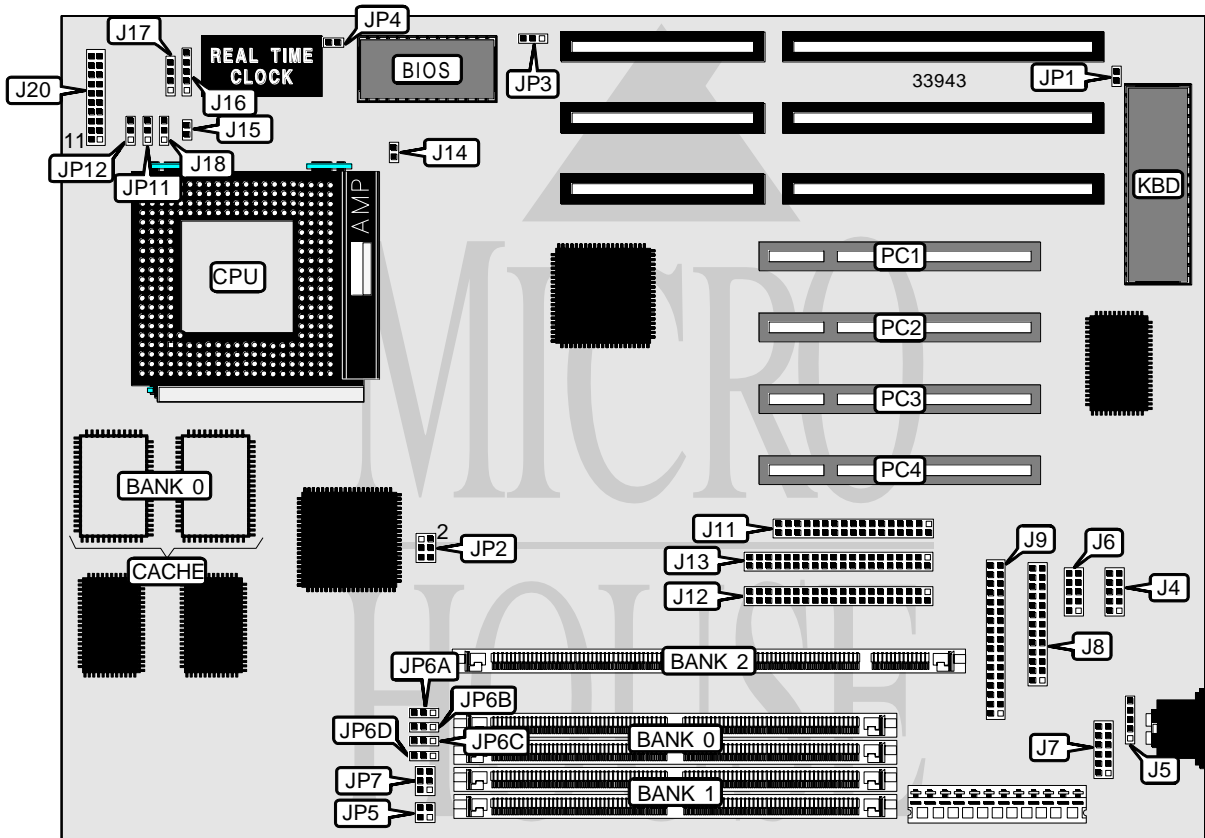 J17
JP4
REAL TIME
CLOCK
BIOS
JP3
33943
JP1
J20
J16
11
J15
JP12
J18
JP11
J14
AMP
KBD
CPU
PC1
PC2
PC3
PC4
BANK 0
CACHE
2
JP2
J11
J13
J12
J9
J6
J4
J8
MICRO
HOUSE
BANK 2
JP6A
JP6B
JP6D
JP6C
BANK 0
JP7
BANK 1
JP5
J7
J5